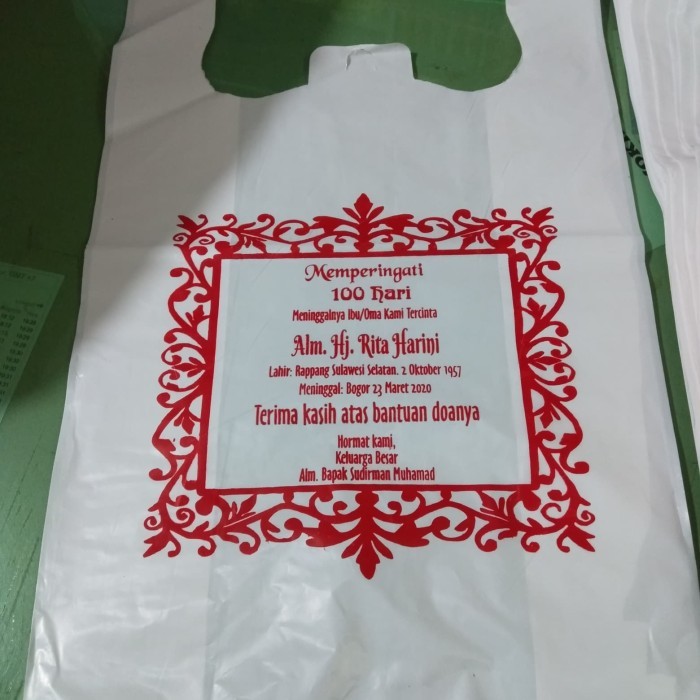 Memperingati
100 Hari
Meninggalnya Ibu/Oma Kami Tercinta
Alm. Hj. Rita Harini
Lahir: Rappang Sulawesi Selatan. 2 Oktober 1957
Meninggal: Bogor 23 Maret 2020
Terima kasih atas bantuan doanya
Hormat kami,
Keluarga Besar
Alm. Bapak Sudirman Muhamad